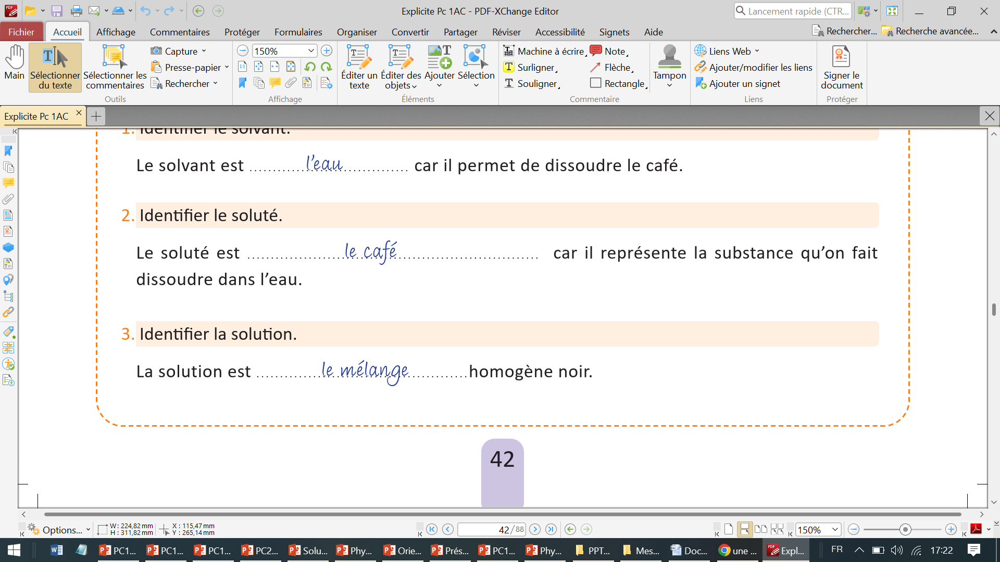 Explicite Pc 1AC - PDF-XChange Editor
Lancement rapide (CTR...
Fichier Accueil Affichage Commentaires Protéger Formulaires Organiser Convertir Partager Réviser Accessibilité Signets Aide
Rechercher... Recherche avancée...
Main
Sélectionner du texte
Sélectionner les commentaires
Capture
Presse-papier
Rechercher
Outils
150%
Affichage
Éditer un texte
Éditer des objets
Ajouter
Sélection
Éléments
Machine à écrire
Surligner
Souligner
Note
Flèche
Rectangle
Tampon
Commentaire
Liens Web
Ajouter/modifier les liens
Ajouter un signet
Liens
Signer le document
Protéger
Explicite Pc 1AC
1. Identifier le solvant.
Le solvant est l'eau car il permet de dissoudre le café.
2. Identifier le soluté.
Le soluté est le café car il représente la substance qu'on fait
dissoudre dans l'eau.
3. Identifier la solution.
La solution est le mélange homogène noir.
42
Options...
W : 224,82 mm
H : 311,82 mm
X : 115,47 mm
Y : 265,14 mm
42 / 88
150%
PC1... PC1... PC1... PC2... Solu... Phy... Orie... Prés... PC1... Phy... PPT... Mes... Doc... une ... Expl... FR 17:22